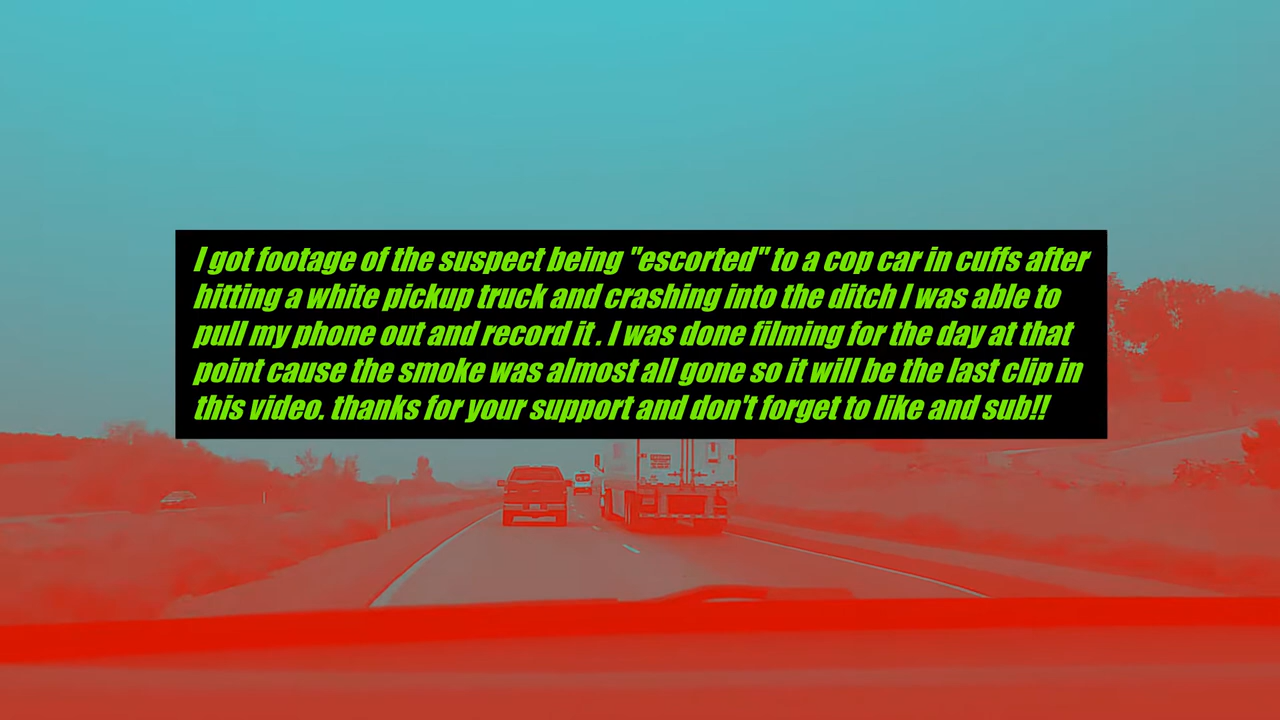 I got footage of the suspect being "escorted" to a cop car in cuffs after
hitting a white pickup truck and crashing into the ditch I was able to
pull my phone out and record it . I was done filming for the day at that
point cause the smoke was almost all gone so it will be the last clip in
this video. thanks for your support and don't forget to like and sub!!